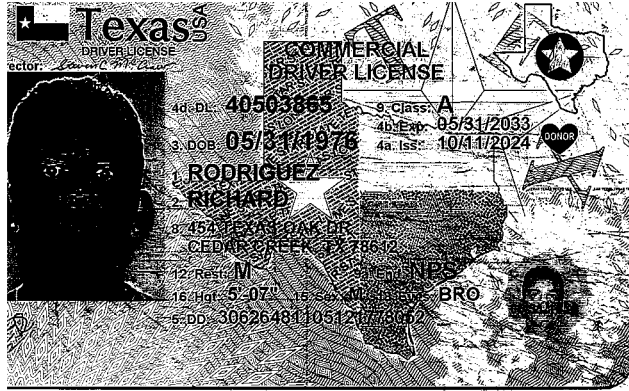 Texas USA
DRIVER LICENSE
ector:
COMMERCIAL
DRIVER LICENSE
4d. DL: 40503865 9. Class: A
4b. Exp: 05/31/2033
3. DOB: 05/31/1976 4a. Iss: 10/11/2024
DONOR
1. RODRIGUEZ
2. RICHARD
8. 454 TEXAS OAK DR
CEDAR CREEK, TX 78612
12. Rest: M 9a. End: NPS
16. Hgt: 5'-07" 15. Sex: M 18. Eyes: BRO
5. DD: